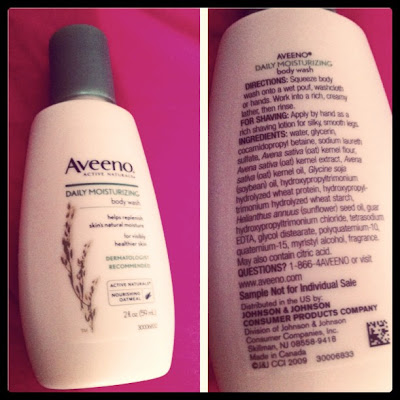 Aveeno.
ACTIVE NATURALS
DAILY MOISTURIZING
body wash
helps replenish
skin's natural moisture
for visibly
healthier skin
DERMATOLOGIST
RECOMMENDED
ACTIVE NATURALS
NOURISHING
OATMEAL
2 fl. oz. (59 mL)
30006832
AVEENO®
DAILY MOISTURIZING
body wash
DIRECTIONS: Squeeze body
wash onto a wet pouf, washcloth
or hands. Work into a rich, creamy
lather, then rinse.
FOR SHAVING: Apply by hand as a
rich shaving lotion for silky, smooth legs.
INGREDIENTS: water, glycerin,
cocamidopropyl betaine, sodium laureth
sulfate, Avena sativa (oat) kernel flour,
Avena sativa (oat) kernel extract, Avena
sativa (oat) kernel oil, Glycine soja
(soybean) oil, hydroxypropyltrimonium
hydrolyzed wheat protein, hydroxypropyl-
trimonium hydrolyzed wheat starch,
Helianthus annuus (sunflower) seed oil, guar
hydroxypropyltrimonium chloride, tetrasodium
EDTA, glycol distearate, polyquaternium-10,
quaternium-15, myristyl alcohol, fragrance.
May also contain citric acid.
QUESTIONS? 1-866-4AVEENO or visit
www.aveeno.com
Sample Not for Individual Sale
Distributed in the US by
JOHNSON & JOHNSON
CONSUMER PRODUCTS COMPANY
Division of Johnson & Johnson
Consumer Companies, Inc.
Skillman, NJ 08558-9418
Made in Canada
©J&J CCI 2009 30006833